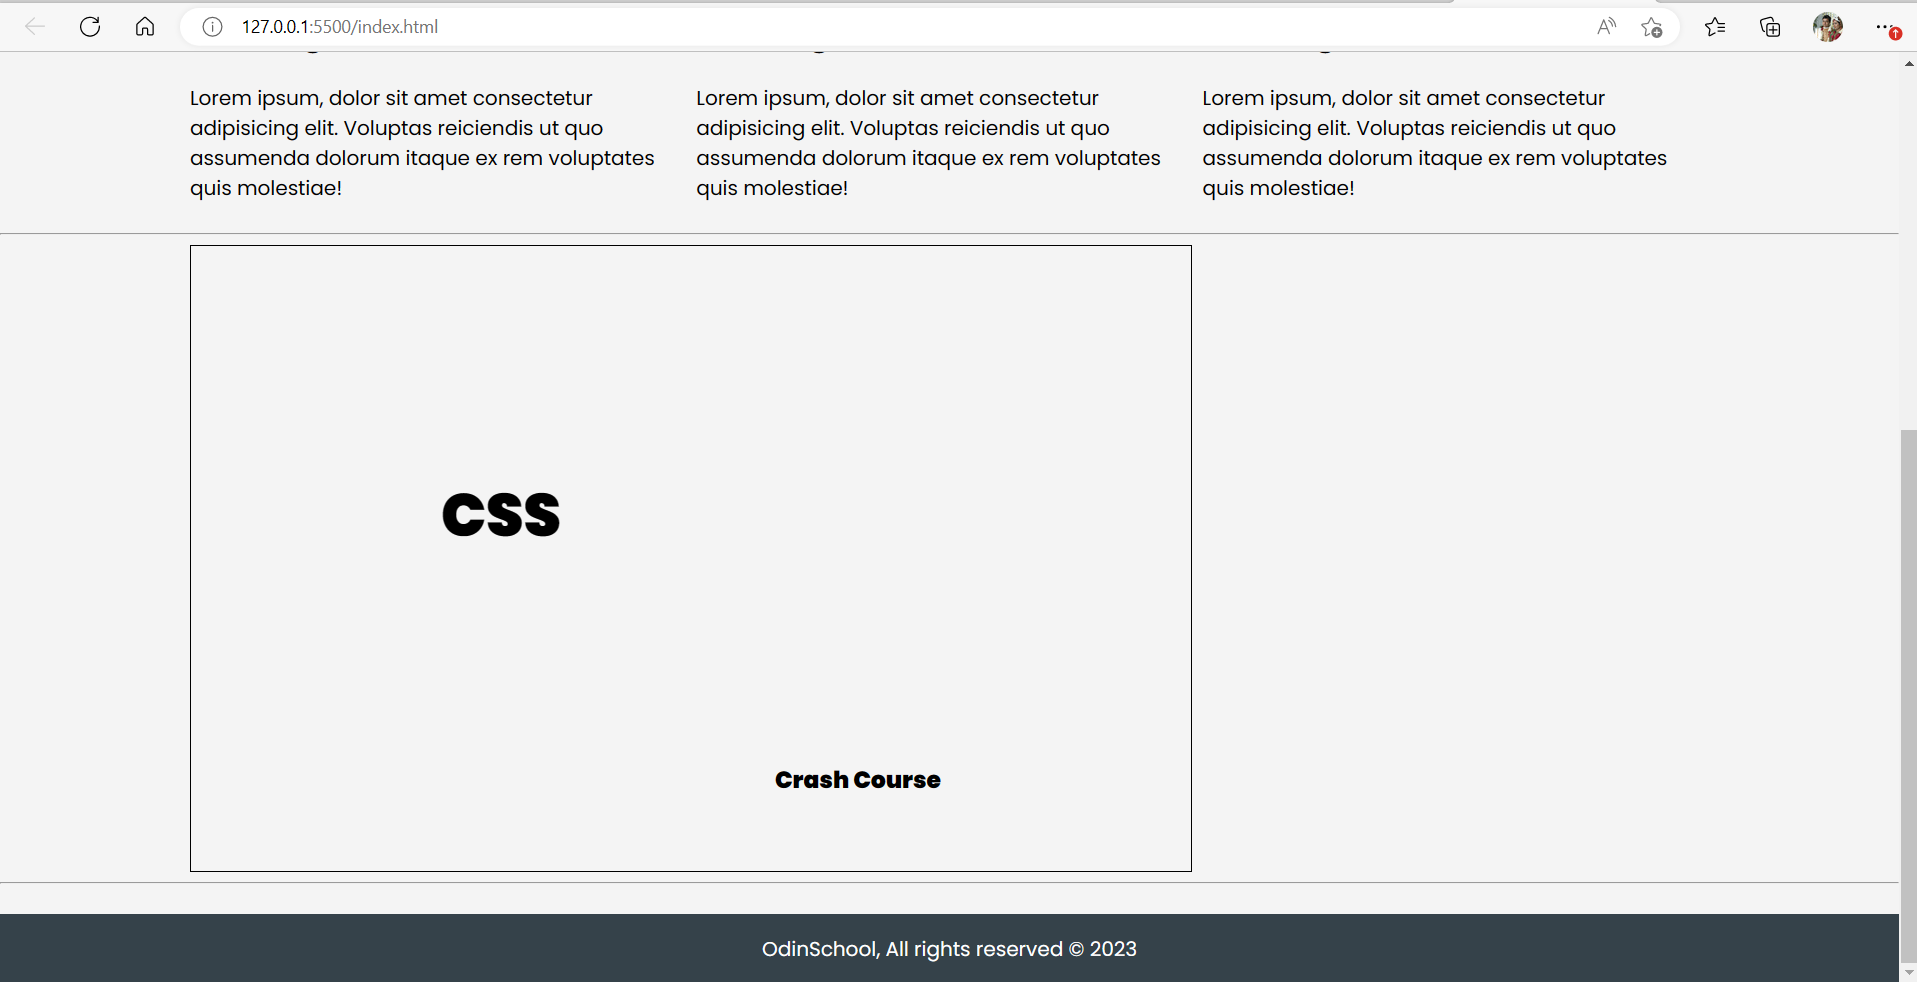 127.0.0.1:5500/index.html
Lorem ipsum, dolor sit amet consectetur
adipisicing elit. Voluptas reiciendis ut quo
assumenda dolorum itaque ex rem voluptates
quis molestiae!
Lorem ipsum, dolor sit amet consectetur
adipisicing elit. Voluptas reiciendis ut quo
assumenda dolorum itaque ex rem voluptates
quis molestiae!
Lorem ipsum, dolor sit amet consectetur
adipisicing elit. Voluptas reiciendis ut quo
assumenda dolorum itaque ex rem voluptates
quis molestiae!
CSS
Crash Course
OdinSchool, All rights reserved © 2023